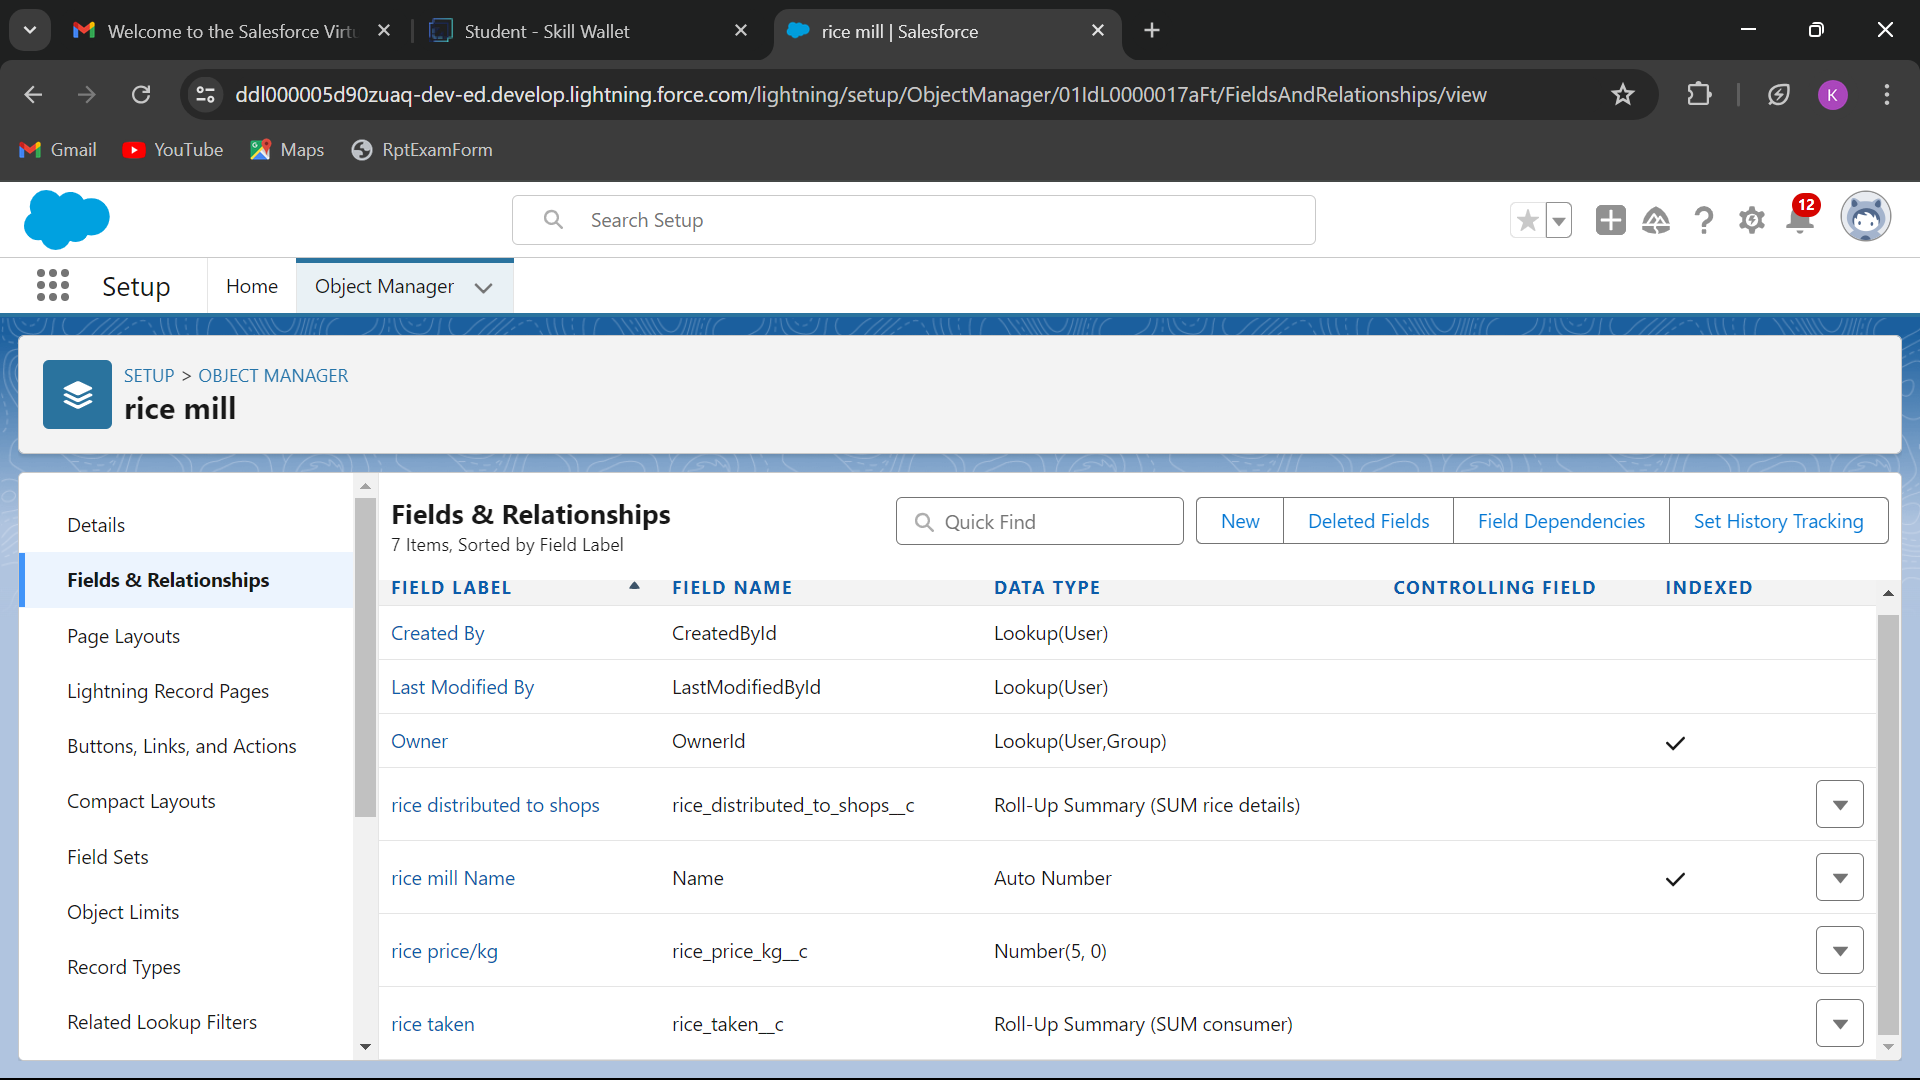 Welcome to the Salesforce Virtu
Student - Skill Wallet
rice mill | Salesforce
ddl000005d90zuaq-dev-ed.develop.lightning.force.com/lightning/setup/ObjectManager/01IdL0000017aFt/FieldsAndRelationships/view
K
Gmail
YouTube
Maps
RptExamForm
Search Setup
12
Setup
Home
Object Manager
SETUP > OBJECT MANAGER
rice mill
Details
Fields & Relationships
Page Layouts
Lightning Record Pages
Buttons, Links, and Actions
Compact Layouts
Field Sets
Object Limits
Record Types
Related Lookup Filters
Fields & Relationships
7 Items, Sorted by Field Label
Quick Find
New
Deleted Fields
Field Dependencies
Set History Tracking
FIELD LABEL FIELD NAME DATA TYPE CONTROLLING FIELD INDEXED
Created By CreatedById Lookup(User)
Last Modified By LastModifiedById Lookup(User)
Owner OwnerId Lookup(User,Group)
rice distributed to shops rice_distributed_to_shops__c Roll-Up Summary (SUM rice details)
rice mill Name Name Auto Number
rice price/kg rice_price_kg__c Number(5, 0)
rice taken rice_taken__c Roll-Up Summary (SUM consumer)